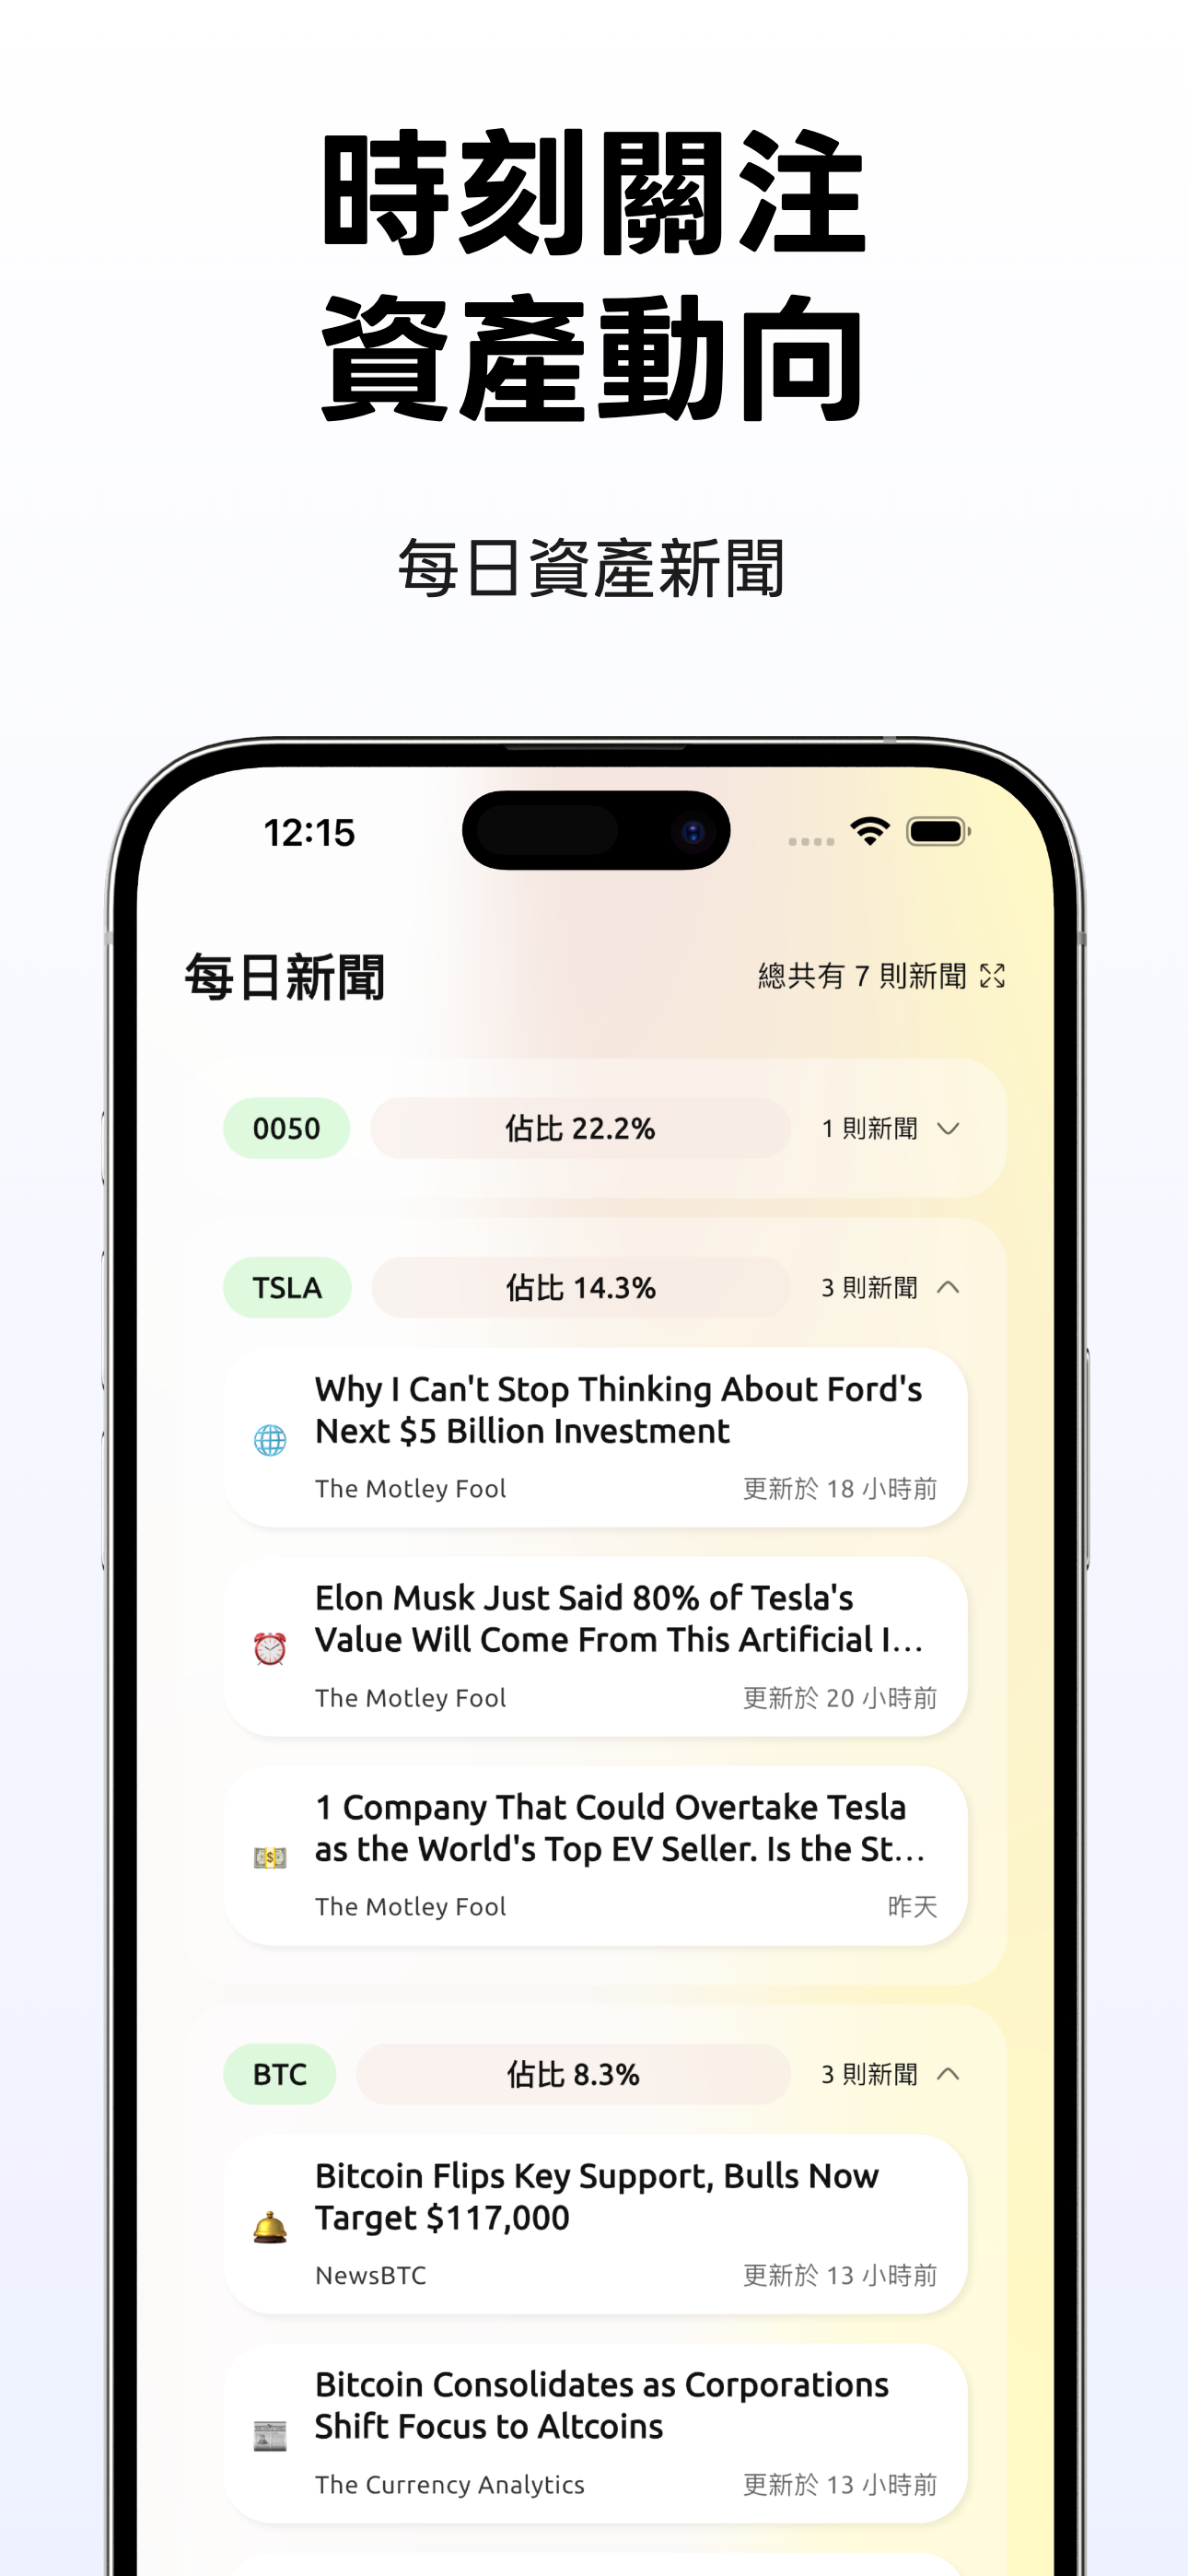 時刻關注
資產動向
每日資產新聞
12:15
每日新聞
總共有 7 則新聞
0050
佔比 22.2%
1 則新聞
TSLA
佔比 14.3%
3 則新聞
Why I Can't Stop Thinking About Ford's
Next $5 Billion Investment
The Motley Fool
更新於 18 小時前
Elon Musk Just Said 80% of Tesla's
Value Will Come From This Artificial I...
The Motley Fool
更新於 20 小時前
1 Company That Could Overtake Tesla
as the World's Top EV Seller. Is the St...
The Motley Fool
昨天
BTC
佔比 8.3%
3 則新聞
Bitcoin Flips Key Support, Bulls Now
Target $117,000
NewsBTC
更新於 13 小時前
Bitcoin Consolidates as Corporations
Shift Focus to Altcoins
The Currency Analytics
更新於 13 小時前